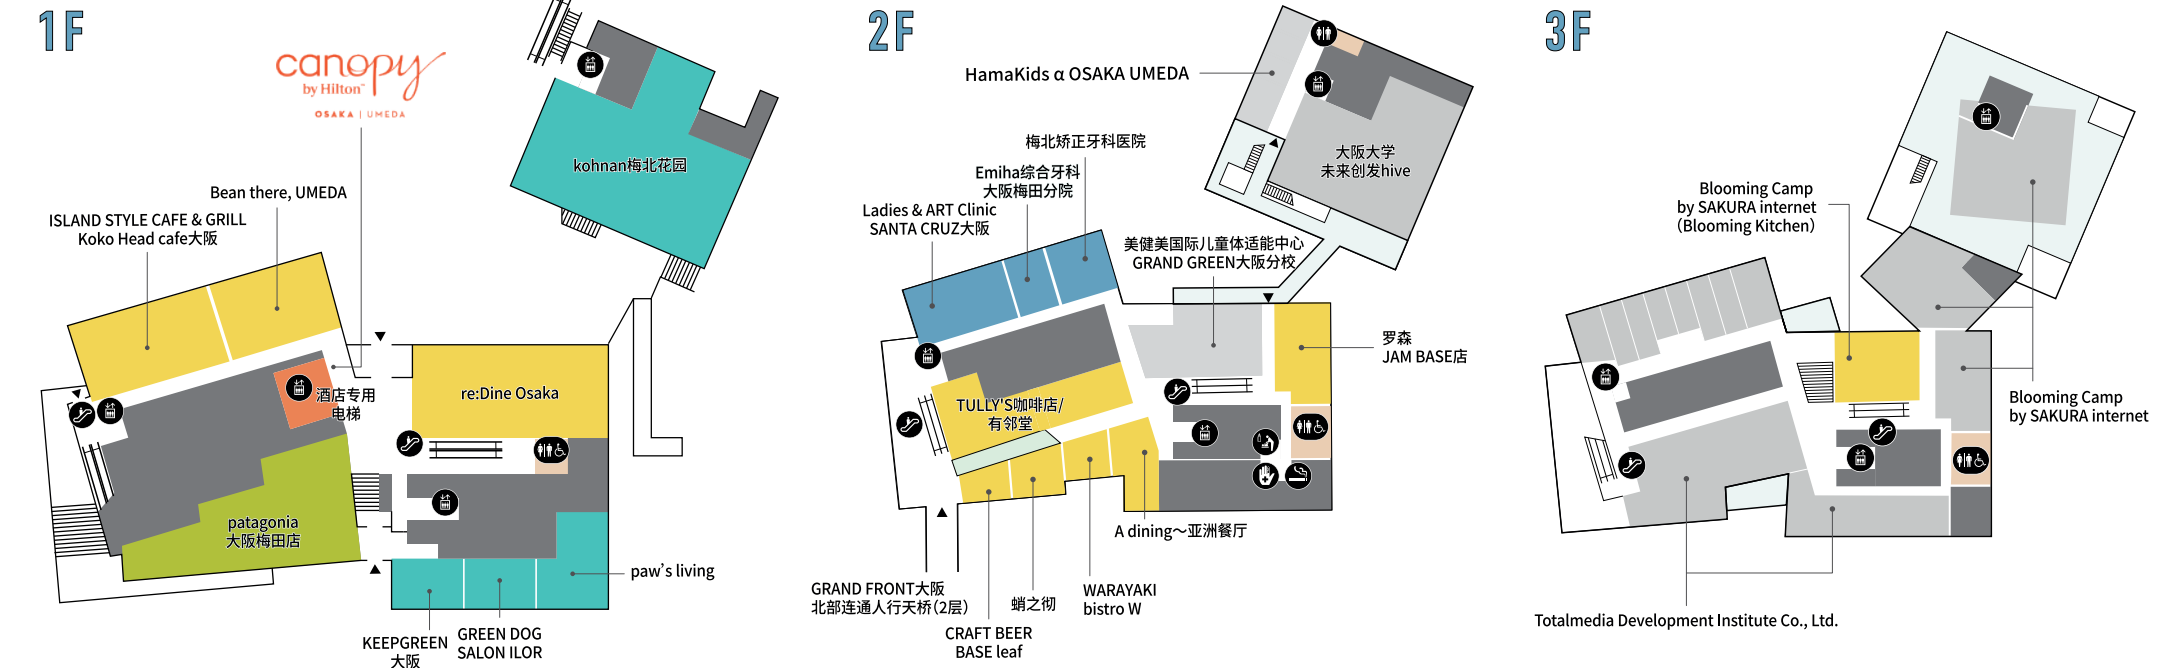 1F
canopy
by Hilton™
OSAKA | UMEDA
kohnan梅北花园
Bean there, UMEDA
ISLAND STYLE CAFE & GRILL
Koko Head cafe大阪
酒店专用
电梯
re:Dine Osaka
patagonia
大阪梅田店
paw's living
KEEPGREEN
大阪
GREEN DOG
SALON ILOR
2F
HamaKids α OSAKA UMEDA
梅北矫正牙科医院
Emiha综合牙科
大阪梅田分院
Ladies & ART Clinic
SANTA CRUZ大阪
大阪大学
未来创发hive
美健美国际儿童体适能中心
GRAND GREEN大阪分校
罗森
JAM BASE店
TULLY'S咖啡店/
有邻堂
A dining～亚洲餐厅
GRAND FRONT大阪
北部连通人行天桥（2层）
蛸之彻
WARAYAKI
bistro W
CRAFT BEER
BASE leaf
3F
Blooming Camp
by SAKURA internet
（Blooming Kitchen）
Blooming Camp
by SAKURA internet
Totalmedia Development Institute Co., Ltd.